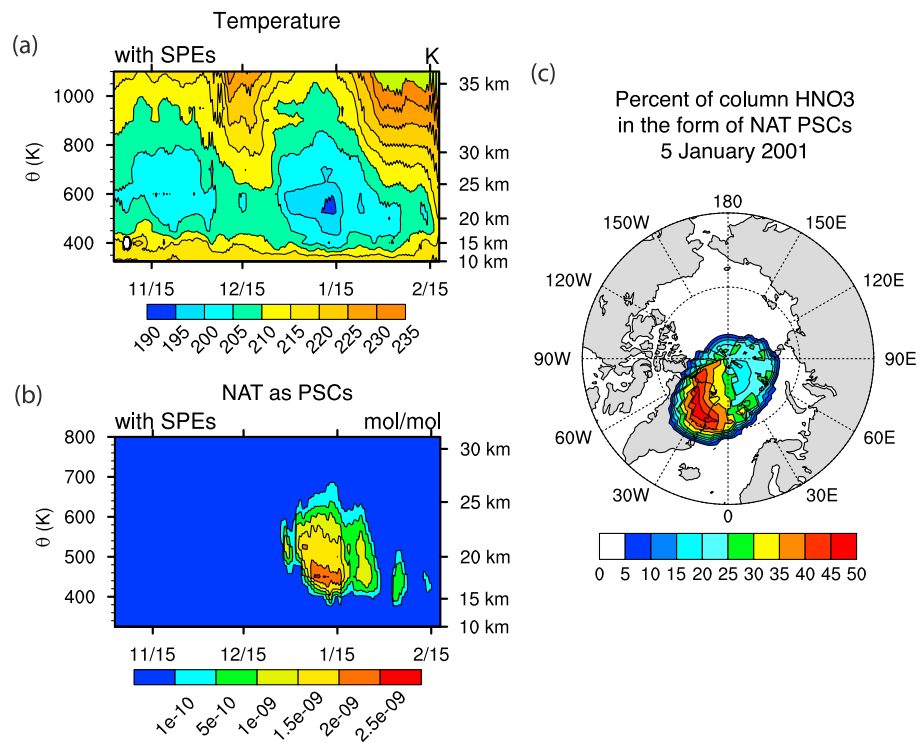 (a)
Temperature
with SPEs K
θ (K)
1000
800
600
400
35 km
30 km
25 km
20 km
15 km
10 km
0
11/15 12/15 1/15 2/15
190 195 200 205 210 215 220 225 230 235
(b)
NAT as PSCs
with SPEs mol/mol
θ (K)
800
700
600
500
400
30 km
25 km
20 km
15 km
10 km
11/15 12/15 1/15 2/15
1e-10 5e-10 1e-09 1.5e-09 2e-09 2.5e-09
(c)
Percent of column HNO3
in the form of NAT PSCs
5 January 2001
180
150W 150E
120W 120E
90W 90E
60W 60E
30W 30E
0
0 5 10 15 20 25 30 35 40 45 50